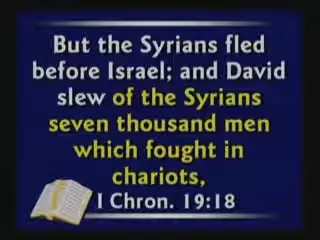 But the Syrians fled
before Israel; and David
slew of the Syrians
seven thousand men
which fought in
chariots,
I Chron. 19:18